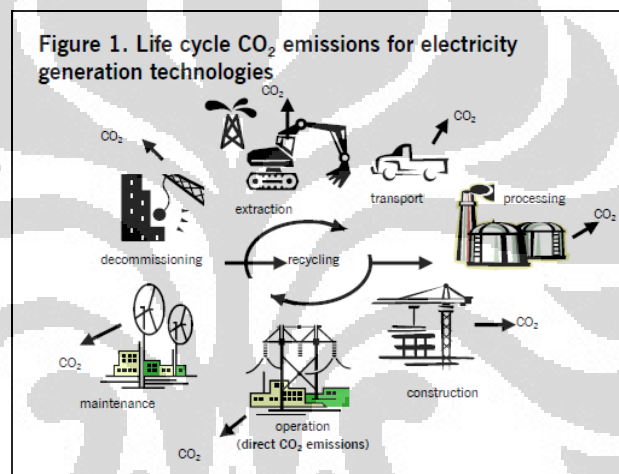 Figure 1. Life cycle CO₂ emissions for electricity
generation technologies
CO₂
CO₂
CO₂
extraction
transport
processing
CO₂
decommissioning
recycling
CO₂
CO₂
maintenance
construction
operation
(direct CO₂ emissions)
CO₂